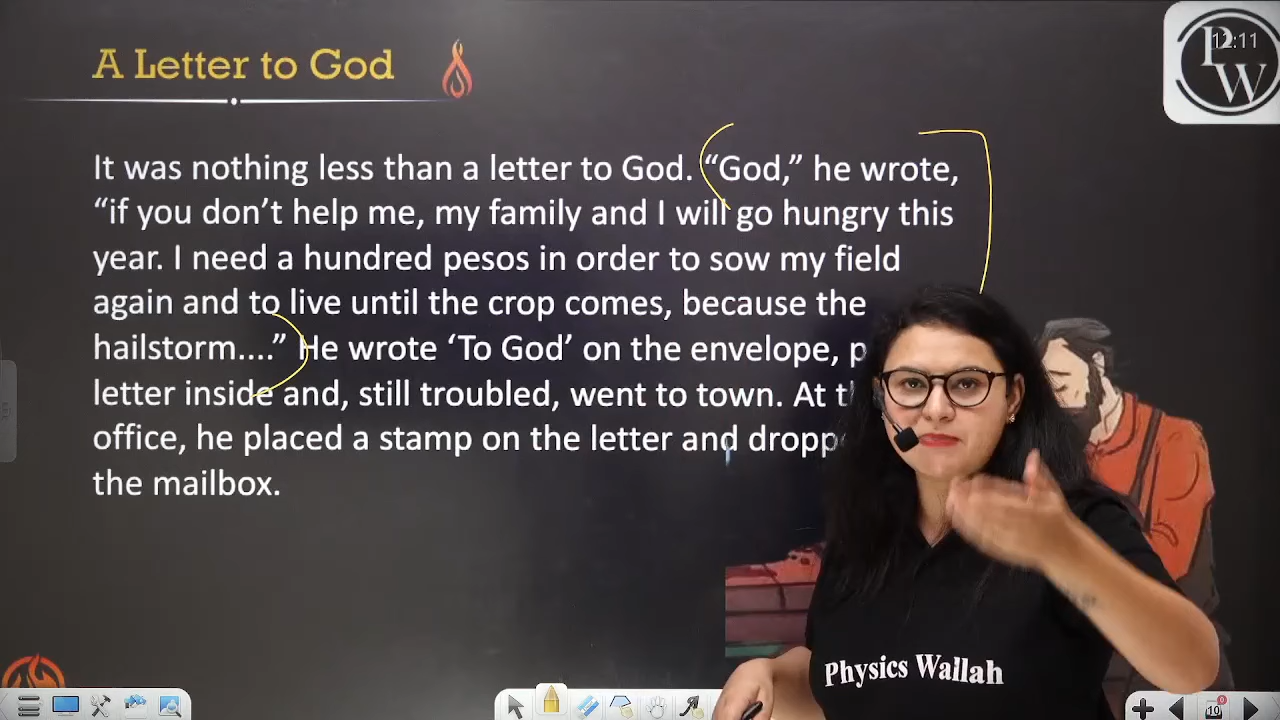 A Letter to God
P
W
12:11
It was nothing less than a letter to God. “God,” he wrote,
“if you don’t help me, my family and I will go hungry this
year. I need a hundred pesos in order to sow my field
again and to live until the crop comes, because the
hailstorm....” He wrote ‘To God’ on the envelope, p
letter inside and, still troubled, went to town. At th
office, he placed a stamp on the letter and dropp
the mailbox.
Physics Wallah
10